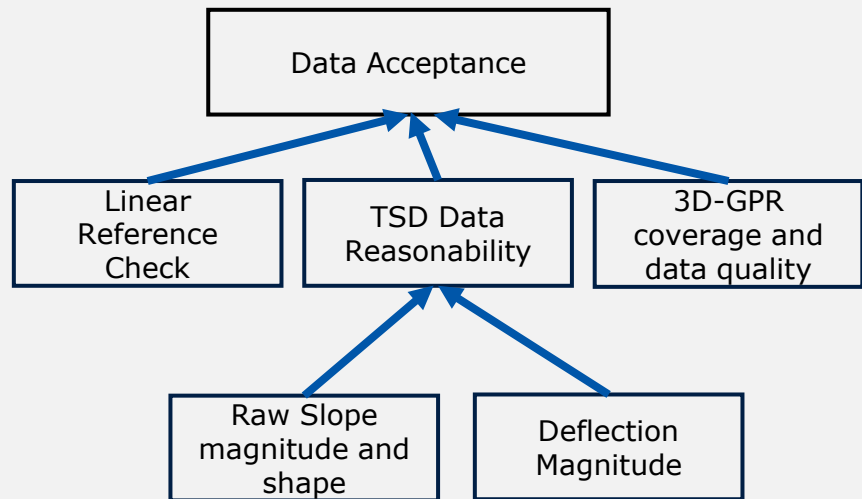 Data Acceptance
Linear
Reference
Check
TSD Data
Reasonability
3D-GPR
coverage and
data quality
Raw Slope
magnitude and
shape
Deflection
Magnitude